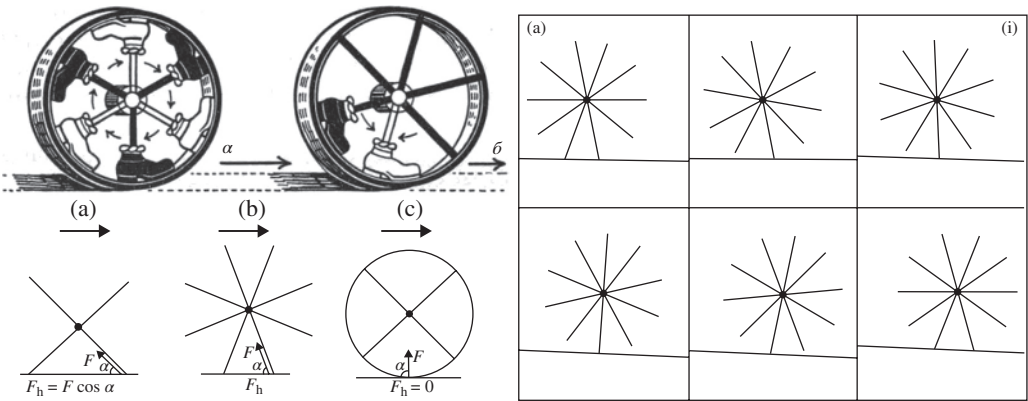 α
б
(a)
(b)
(c)
F
α
F
α
F
α
F_h = F cos α
F_h
F_h = 0
(a)
(i)